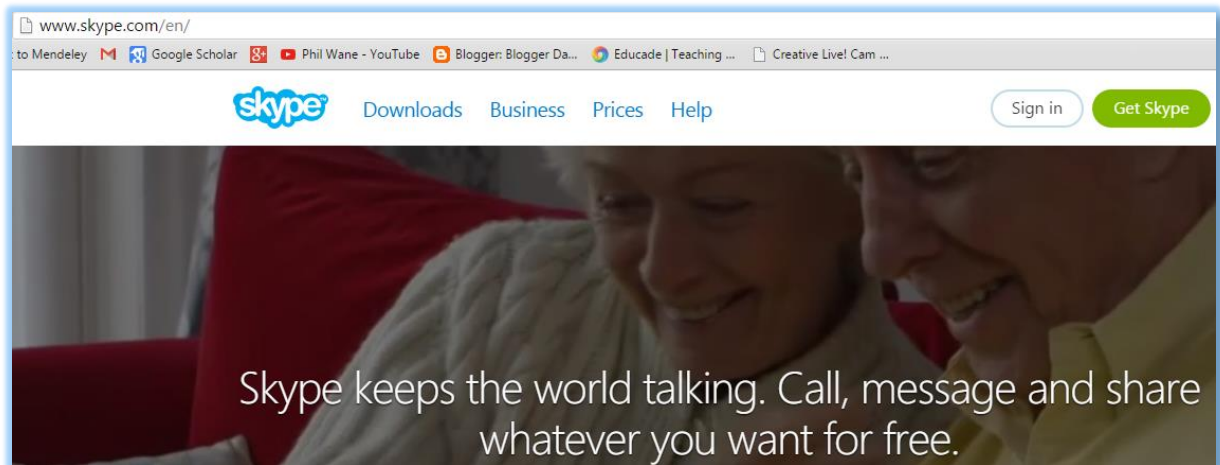 www.skype.com/en/
to Mendeley Google Scholar Phil Wane - YouTube Blogger: Blogger Da... Educade | Teaching ... Creative Live! Cam ...
skype Downloads Business Prices Help Sign in Get Skype
Skype keeps the world talking. Call, message and share
whatever you want for free.